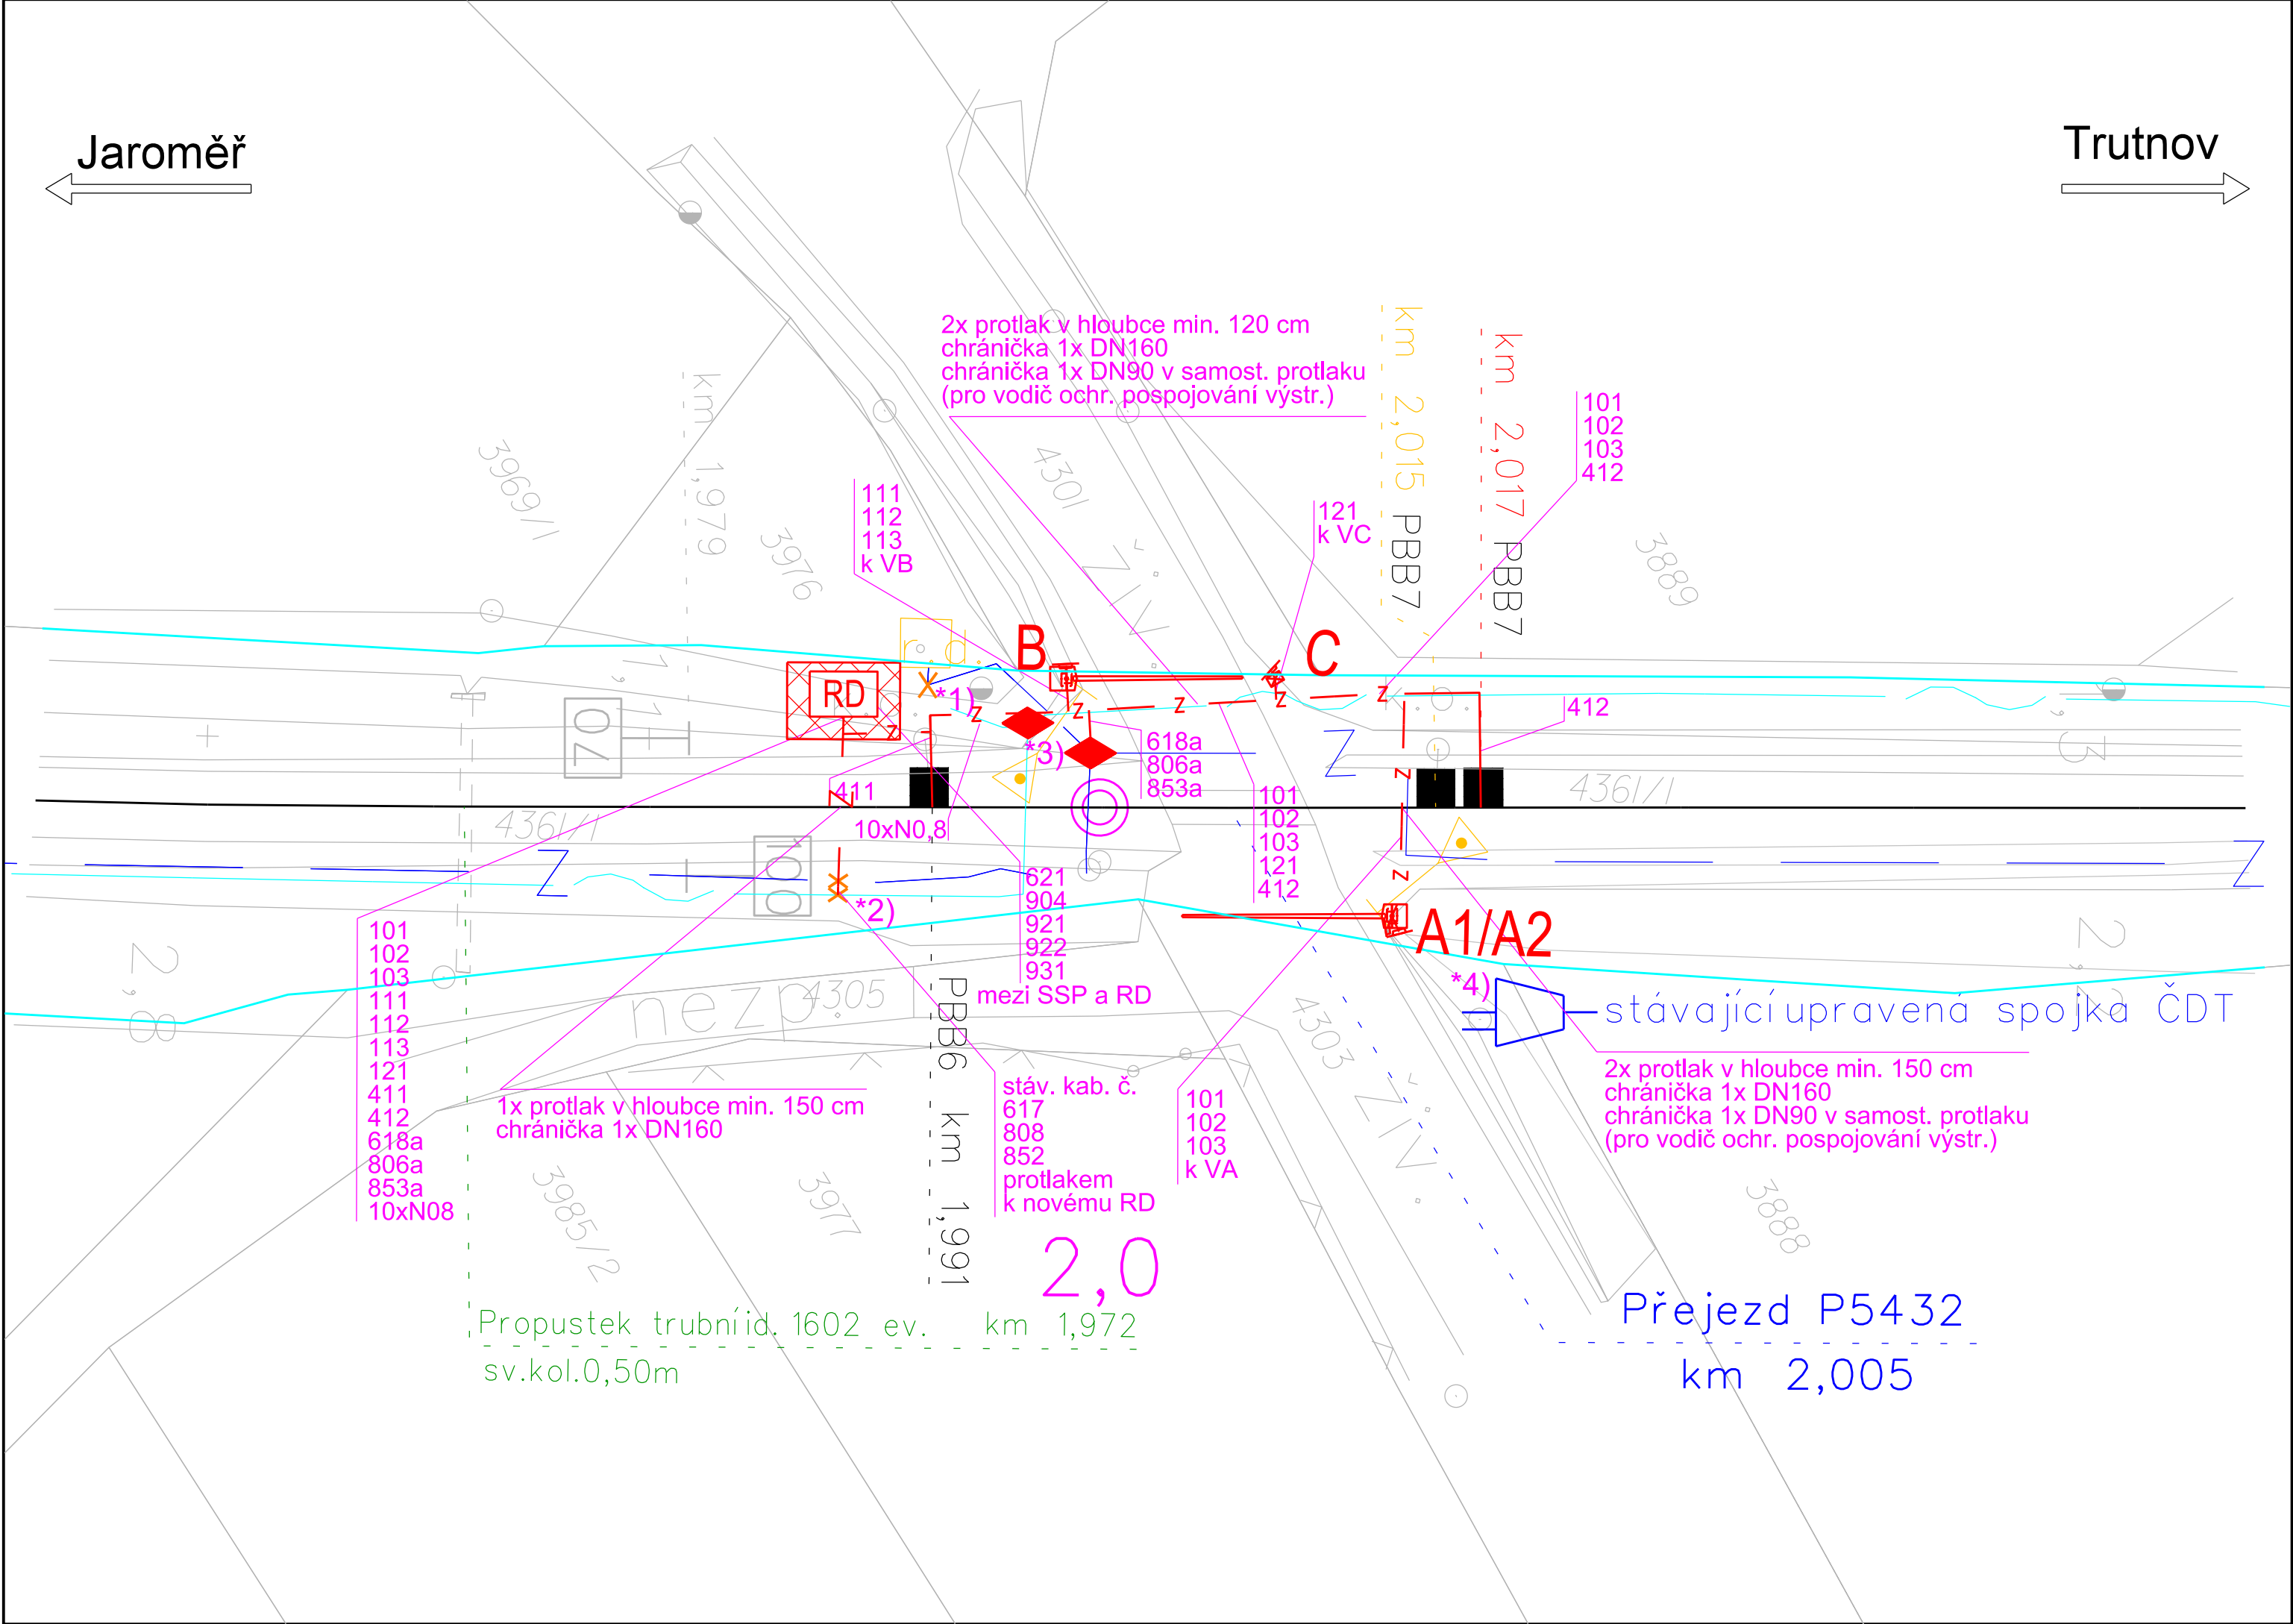 Jaroměř
Trutnov
2x protlak v hloubce min. 120 cm
chránička 1x DN160
chránička 1x DN90 v samost. protlaku
(pro vodič ochr. pospojování výstr.)
km 1,979
km 2,015 PBB7
km 2,017 PBB7
101
102
103
412
111
112
113
k VB
121
k VC
3969/1
3976
4301
3889
r.d.
B
C
RD
*1)
*3)
70
100
412
618a
806a
853a
411
10xN0,8
101
102
103
121
412
4361/1
4361/1
Z
Z
Z
*2)
621
904
921
922
931
mezi SSP a RD
A1/A2
*4)
stávající upravená spojka ČDT
101
102
103
111
112
113
121
411
412
618a
806a
853a
10xN08
nezp.
4305
4303
ž.
1x protlak v hloubce min. 150 cm
chránička 1x DN160
stáv. kab. č.
617
808
852
protlakem
k novému RD
101
102
103
k VA
2x protlak v hloubce min. 150 cm
chránička 1x DN160
chránička 1x DN90 v samost. protlaku
(pro vodič ochr. pospojování výstr.)
PBB6 km 1,991
3985/2
3977
3888
2,0
Propustek trubní id. 1602 ev. km 1,972
sv.kol.0,50m
Přejezd P5432
km 2,005